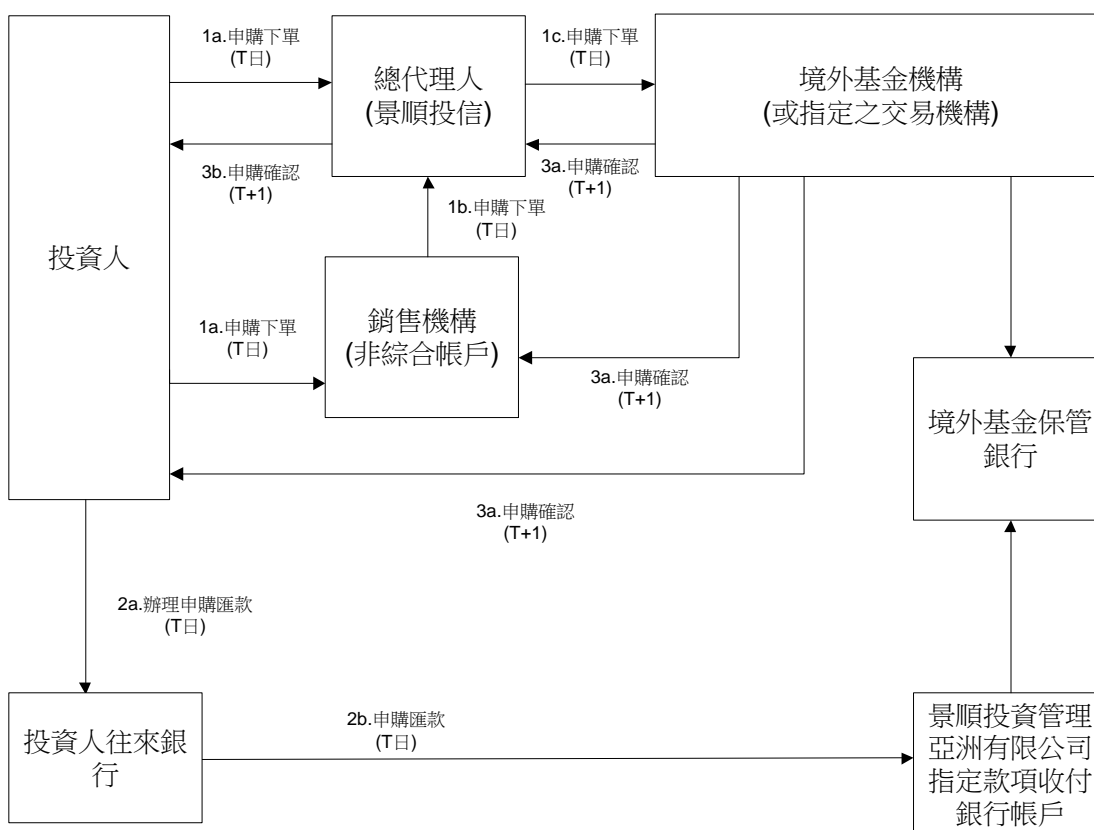 1a.申購下單
(T日)
1c.申購下單
(T日)
總代理人
(景順投信)
境外基金機構
(或指定之交易機構)
3b.申購確認
(T+1)
3a.申購確認
(T+1)
1b.申購下單
(T日)
投資人
銷售機構
(非綜合帳戶)
1a.申購下單
(T日)
3a.申購確認
(T+1)
境外基金保管
銀行
3a.申購確認
(T+1)
2a.辦理申購匯款
(T日)
投資人往來銀
行
2b.申購匯款
(T日)
景順投資管理
亞洲有限公司
指定款項收付
銀行帳戶